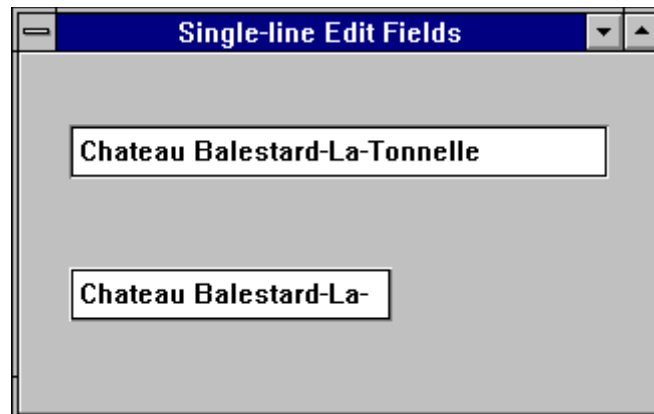 Single-line Edit Fields
Chateau Balestard-La-Tonnelle
Chateau Balestard-La-